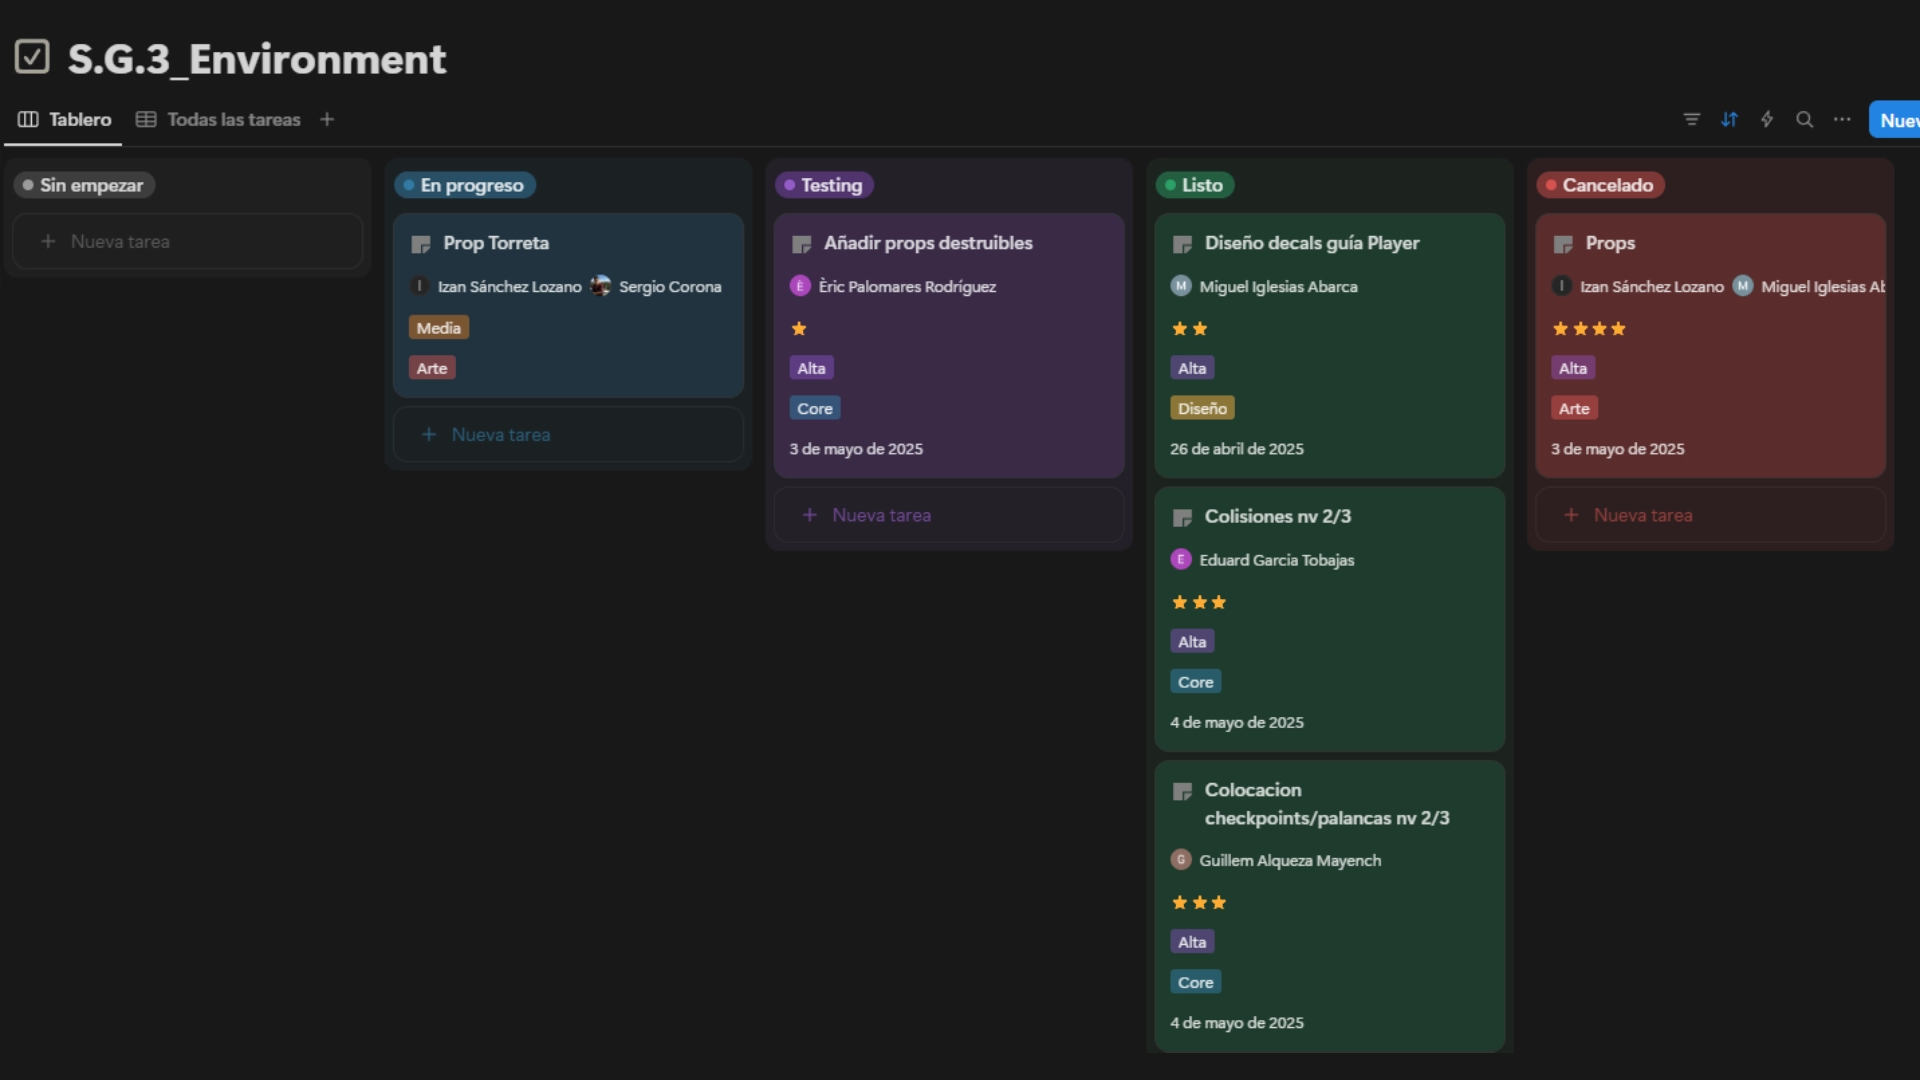 S.G.3_Environment
Tablero
Todas las tareas
Sin empezar
Nueva tarea
En progreso
Prop Torreta
I Izan Sánchez Lozano Sergio Corona
Media
Arte
Nueva tarea
Testing
Añadir props destruibles
È Èric Palomares Rodríguez
Alta
Core
3 de mayo de 2025
Nueva tarea
Listo
Diseño decals guía Player
M Miguel Iglesias Abarca
Alta
Diseño
26 de abril de 2025
Colisiones nv 2/3
E Eduard Garcia Tobajas
Alta
Core
4 de mayo de 2025
Colocacion
checkpoints/palancas nv 2/3
G Guillem Alqueza Mayench
Alta
Core
4 de mayo de 2025
Cancelado
Props
I Izan Sánchez Lozano M Miguel Iglesias
Alta
Arte
3 de mayo de 2025
Nueva tarea